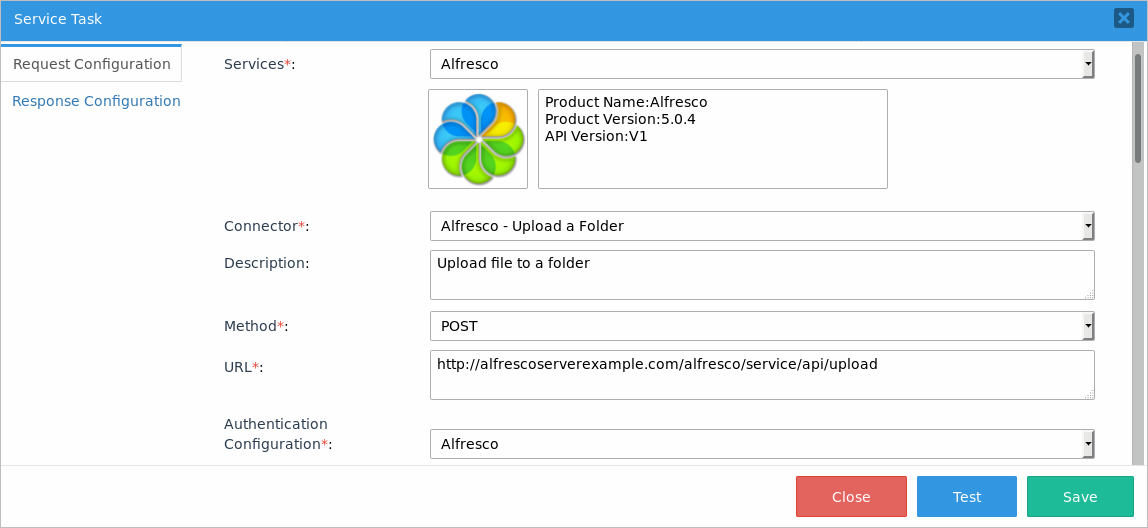 Service Task
Request Configuration
Response Configuration
Services*:
Alfresco
Product Name:Alfresco
Product Version:5.0.4
API Version:V1
Connector*:
Alfresco - Upload a Folder
Description:
Upload file to a folder
Method*:
POST
URL*:
http://alfrescoserverexample.com/alfresco/service/api/upload
Authentication
Configuration*:
Alfresco
Close
Test
Save